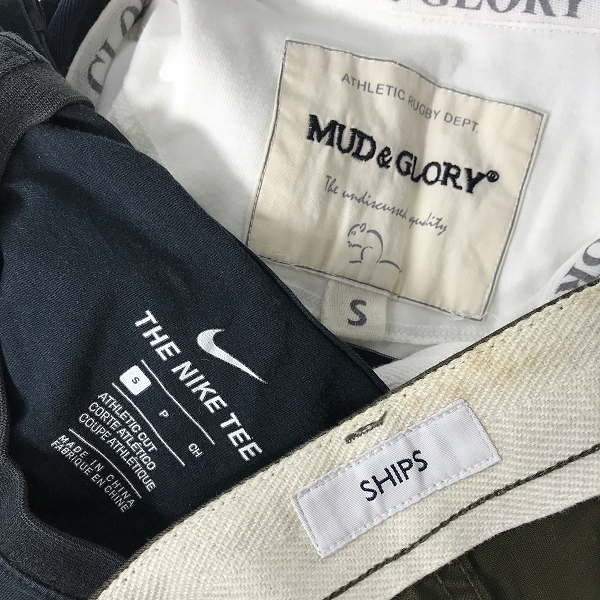 GLO
GLORY
ATHLETIC RUGBY DEPT.
MUD & GLORY®
The undiscussed quality
S
THE NIKE TEE
S P CH
ATHLETIC CUT
CORTE ATLÉTICO
COUPE ATHLÉTIQUE
MADE IN CHINA
FABRIQUÉ EN CHINE
SHIPS